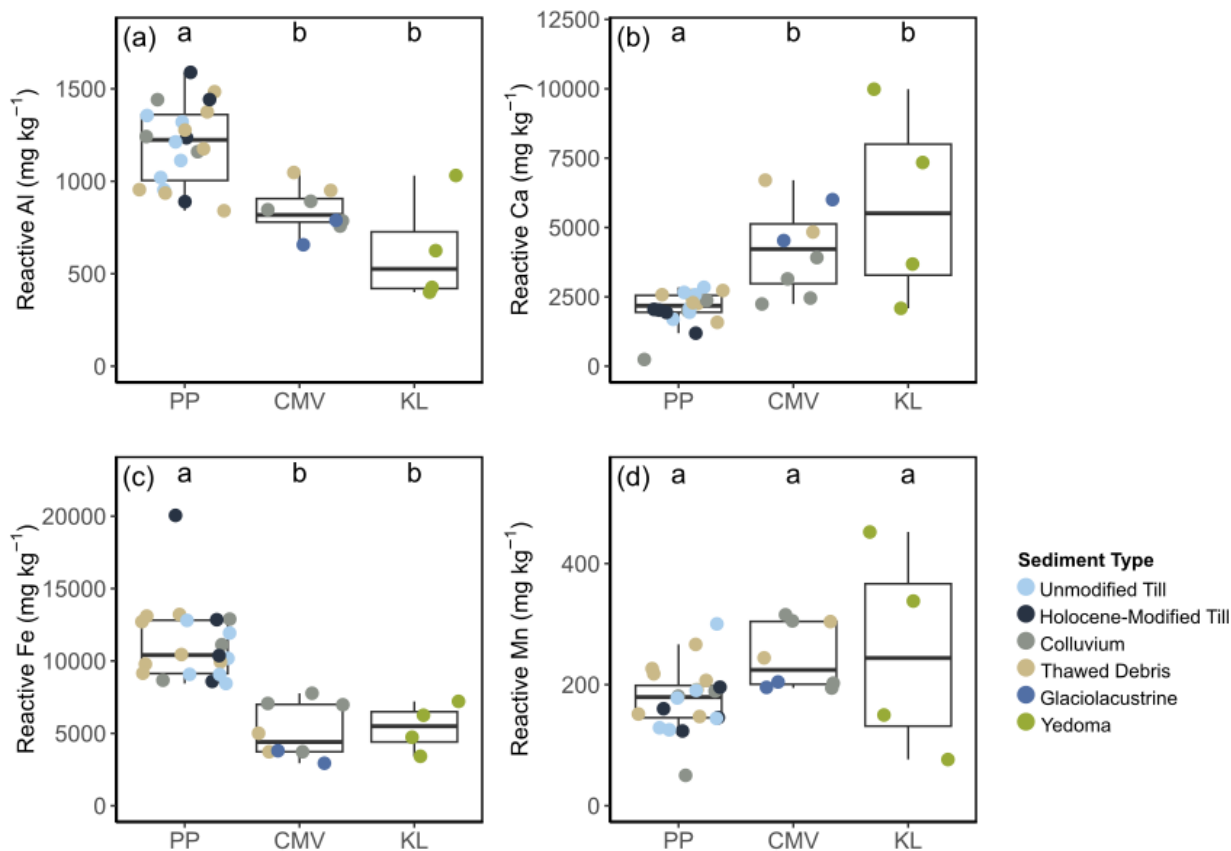 (a)
a
b
b
Reactive Al (mg kg⁻¹)
1500
1000
500
0
PP
CMV
KL
(b)
a
b
b
Reactive Ca (mg kg⁻¹)
12500
10000
7500
5000
2500
0
PP
CMV
KL
(c)
a
b
b
Reactive Fe (mg kg⁻¹)
20000
15000
10000
5000
0
PP
CMV
KL
(d)
a
a
a
Reactive Mn (mg kg⁻¹)
400
200
0
PP
CMV
KL
Sediment Type
Unmodified Till
Holocene-Modified Till
Colluvium
Thawed Debris
Glaciolacustrine
Yedoma